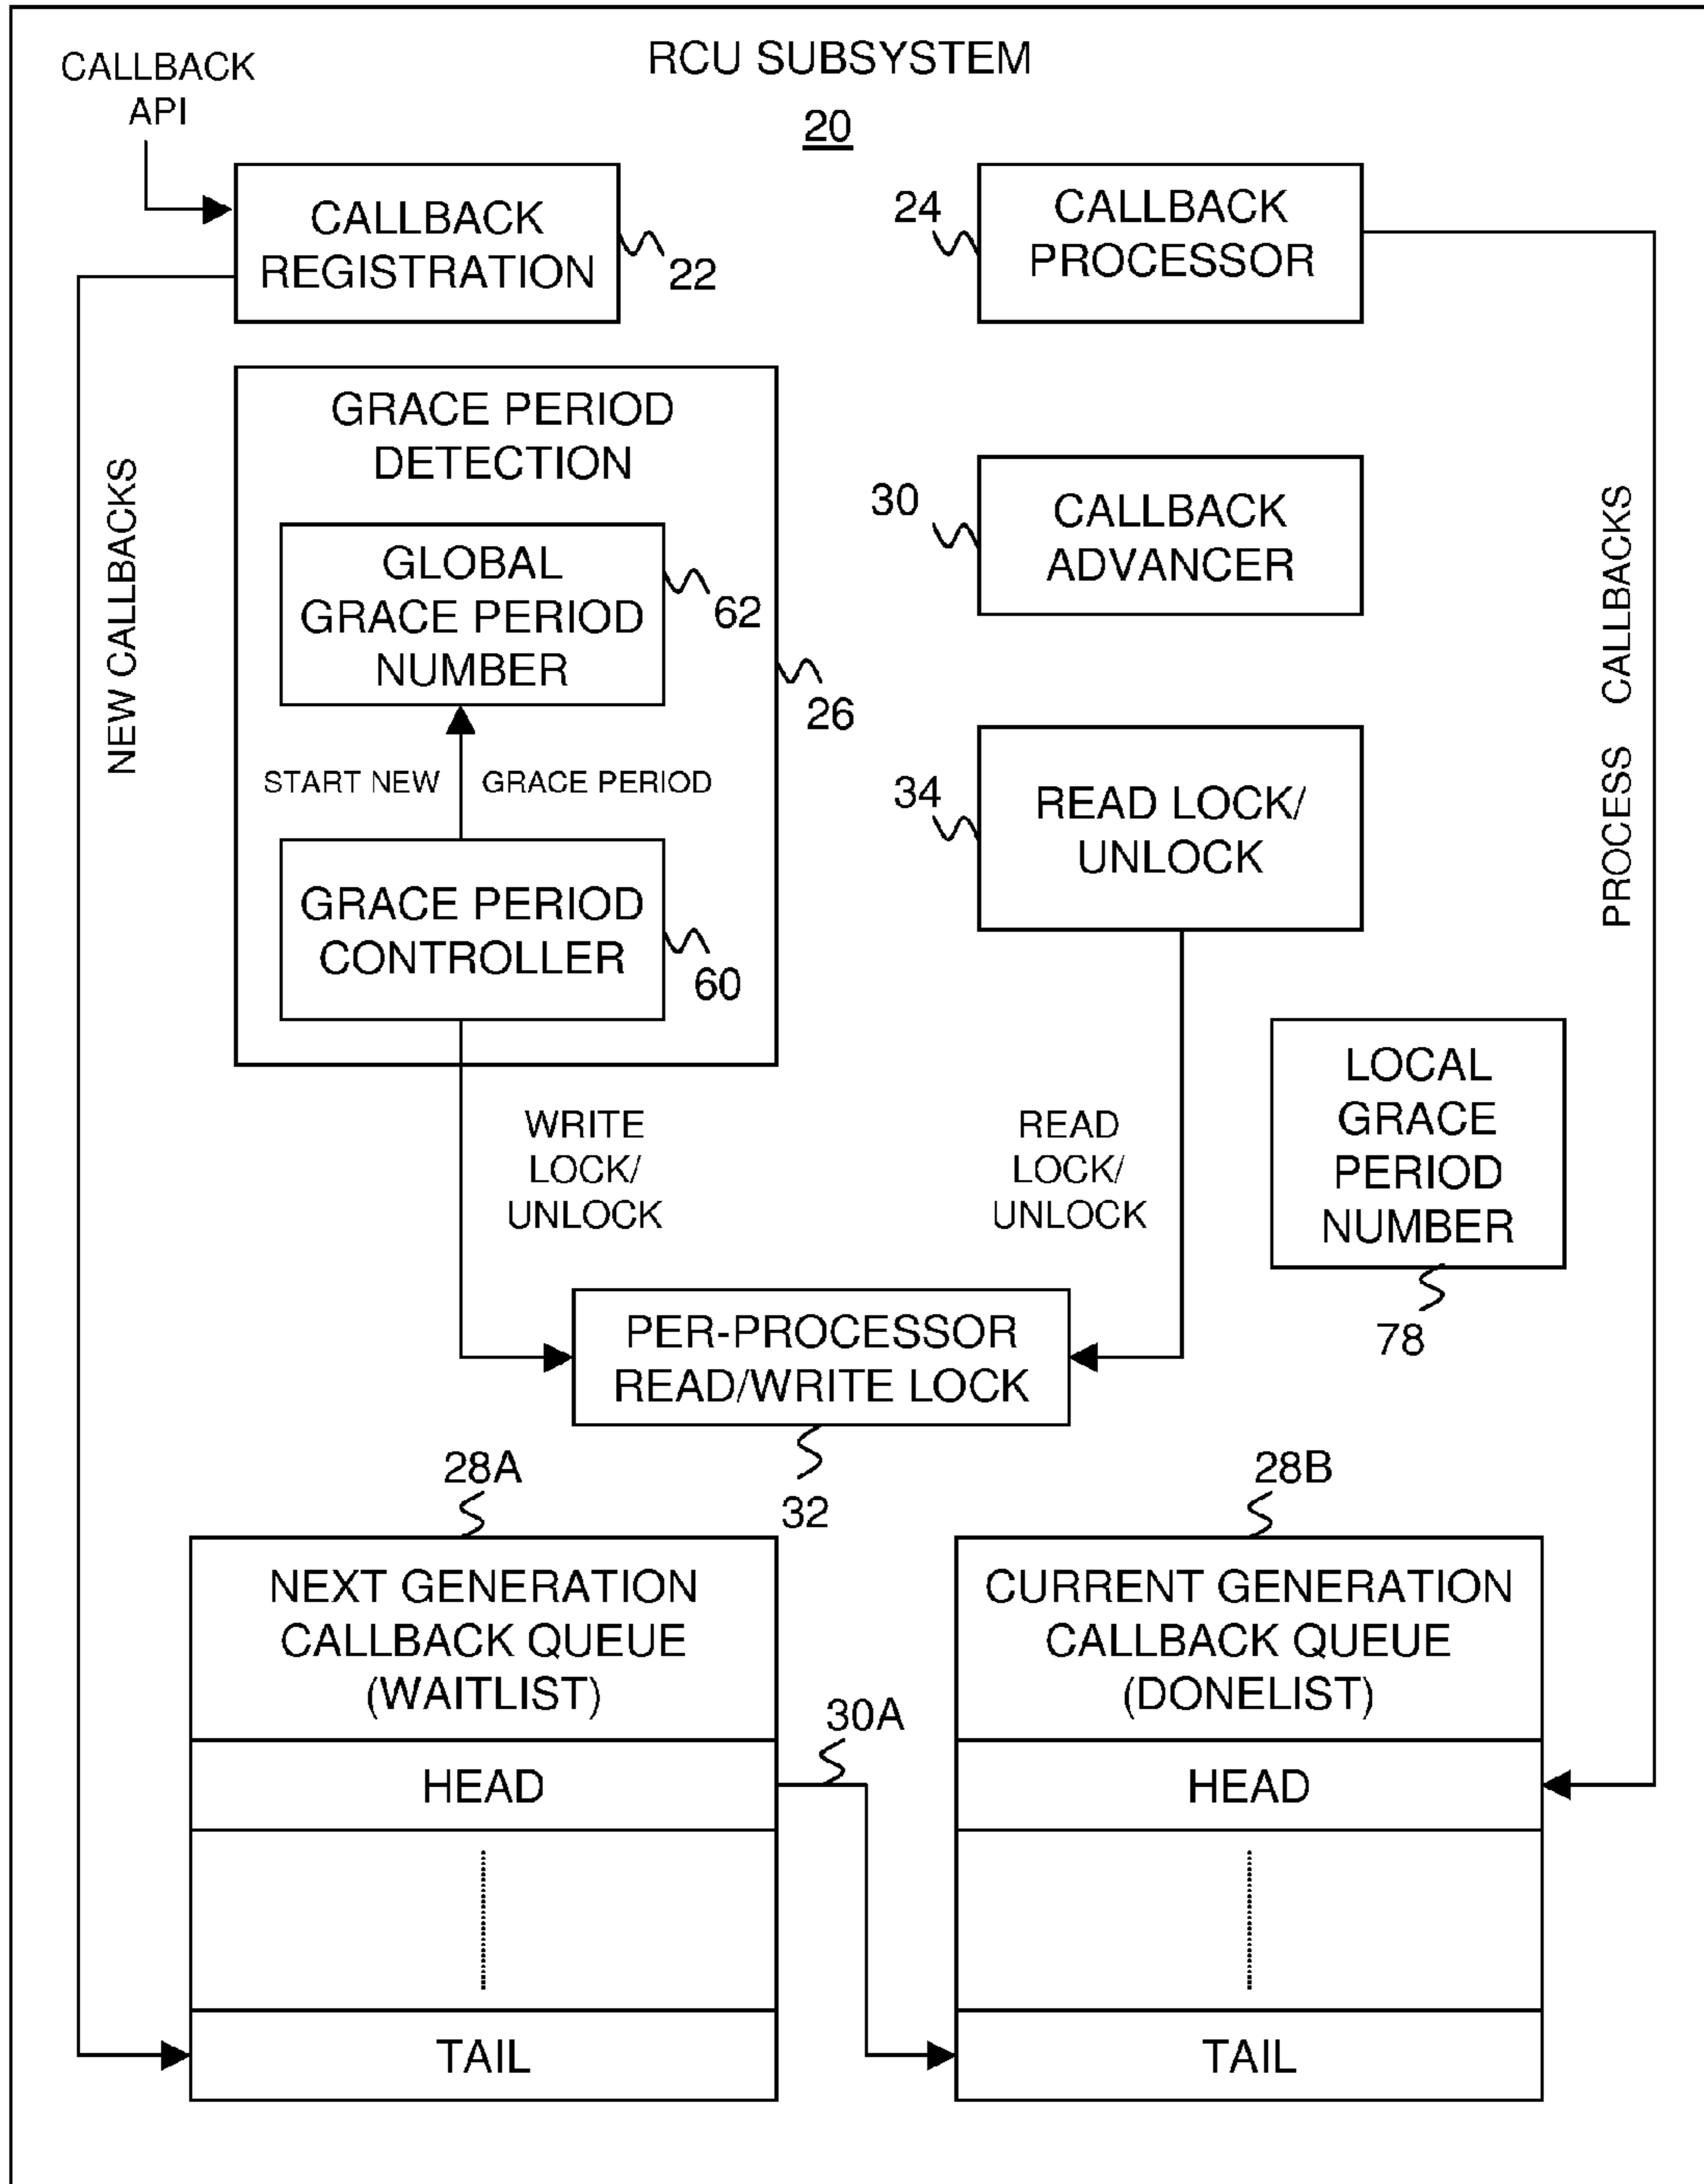 RCU SUBSYSTEM
20
CALLBACK
API
CALLBACK
REGISTRATION
22
24
CALLBACK
PROCESSOR
NEW CALLBACKS
GRACE PERIOD
DETECTION
GLOBAL
GRACE PERIOD
NUMBER
62
26
START NEW GRACE PERIOD
GRACE PERIOD
CONTROLLER
60
30
CALLBACK
ADVANCER
34
READ LOCK/
UNLOCK
PROCESS CALLBACKS
LOCAL
GRACE
PERIOD
NUMBER
78
WRITE
LOCK/
UNLOCK
READ
LOCK/
UNLOCK
PER-PROCESSOR
READ/WRITE LOCK
32
28A
NEXT GENERATION
CALLBACK QUEUE
(WAITLIST)
HEAD
TAIL
30A
28B
CURRENT GENERATION
CALLBACK QUEUE
(DONELIST)
HEAD
TAIL